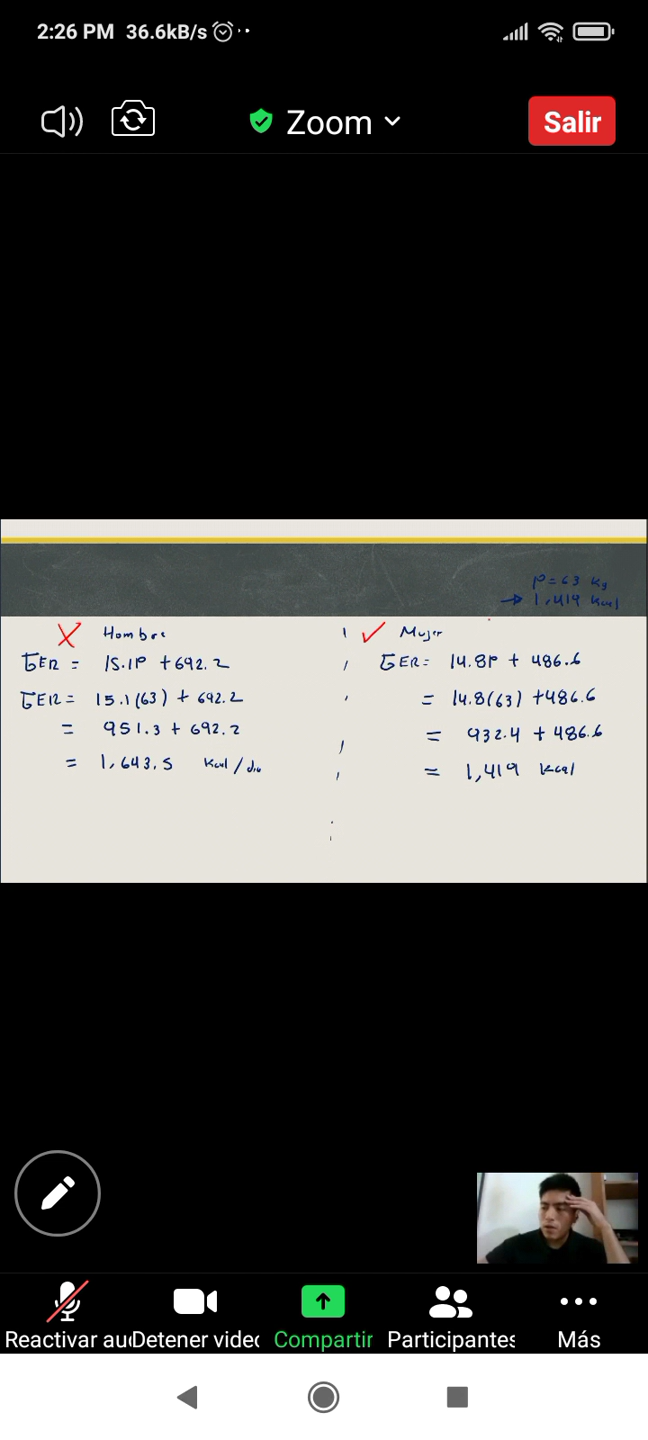 2:26 PM 36.6kB/s
Zoom
Salir
P = 63 kg
→ 1,419 kcal
X Hombre
GER = 15.1P + 692.2
GER = 15.1(63) + 692.2
= 951.3 + 692.2
= 1,643.5 kcal/dia
✓ Mujer
GER = 14.8P + 486.6
= 14.8(63) + 486.6
= 932.4 + 486.6
= 1,419 kcal
Reactivar au
Detener videc
Compartir
Participantes
Más